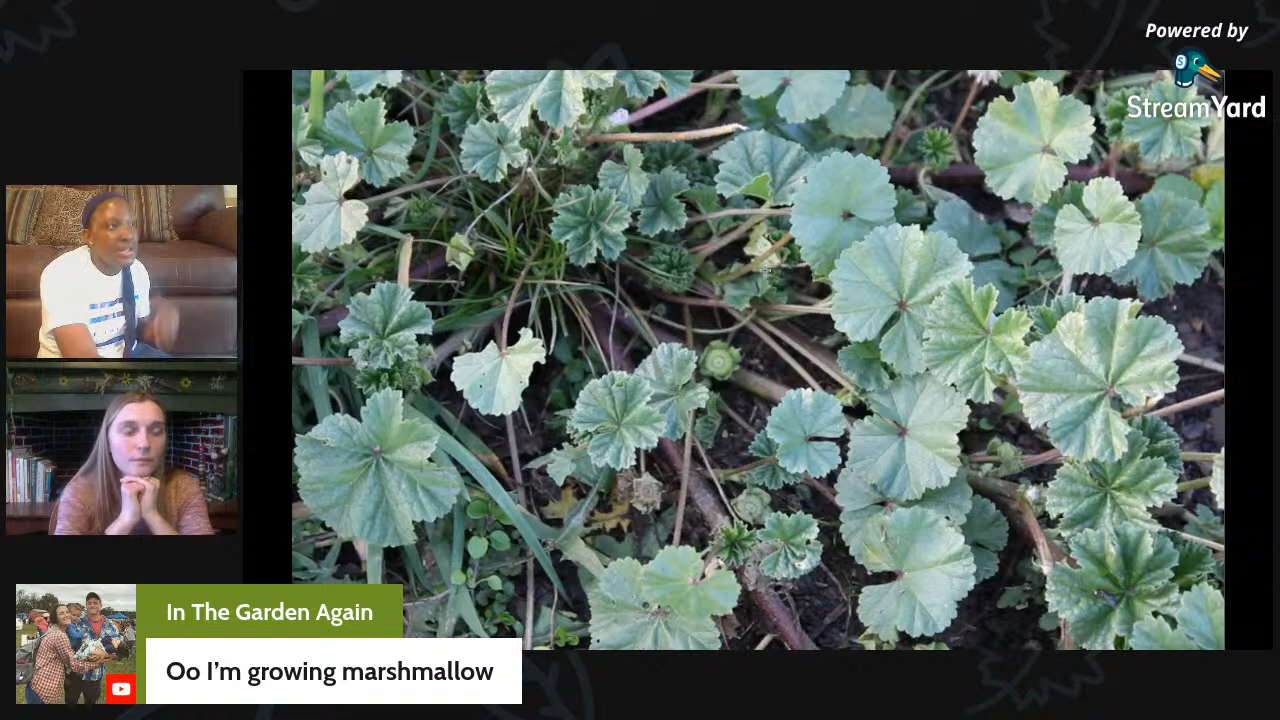 Powered by
StreamYard
In The Garden Again
Oo I'm growing marshmallow